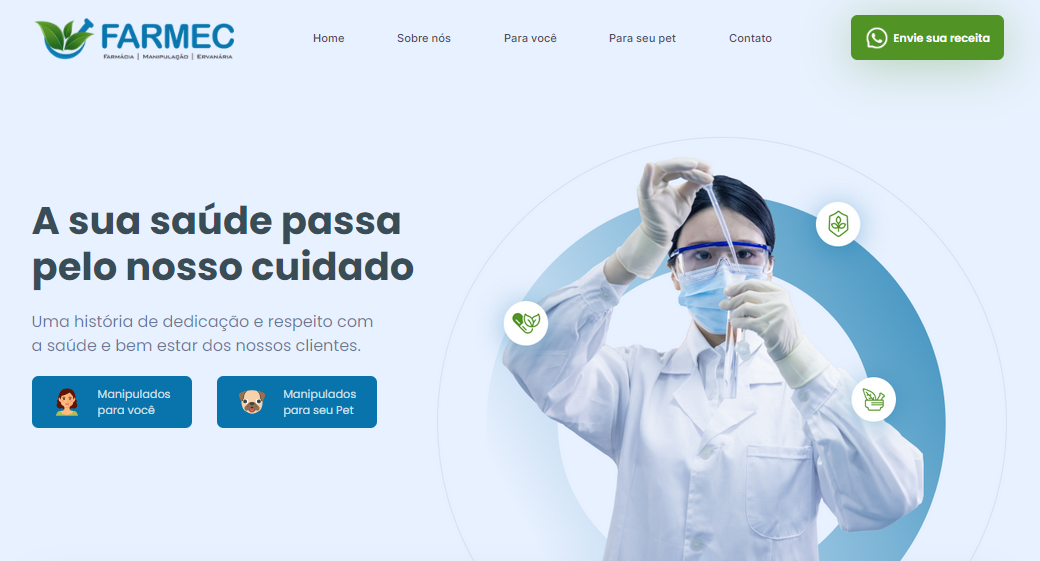 FARMEC
FARMÁCIA | MANIPULAÇÃO | ERVANÁRIA
Home
Sobre nós
Para você
Para seu pet
Contato
Envie sua receita
A sua saúde passa
pelo nosso cuidado
Uma história de dedicação e respeito com
a saúde e bem estar dos nossos clientes.
Manipulados
para você
Manipulados
para seu Pet